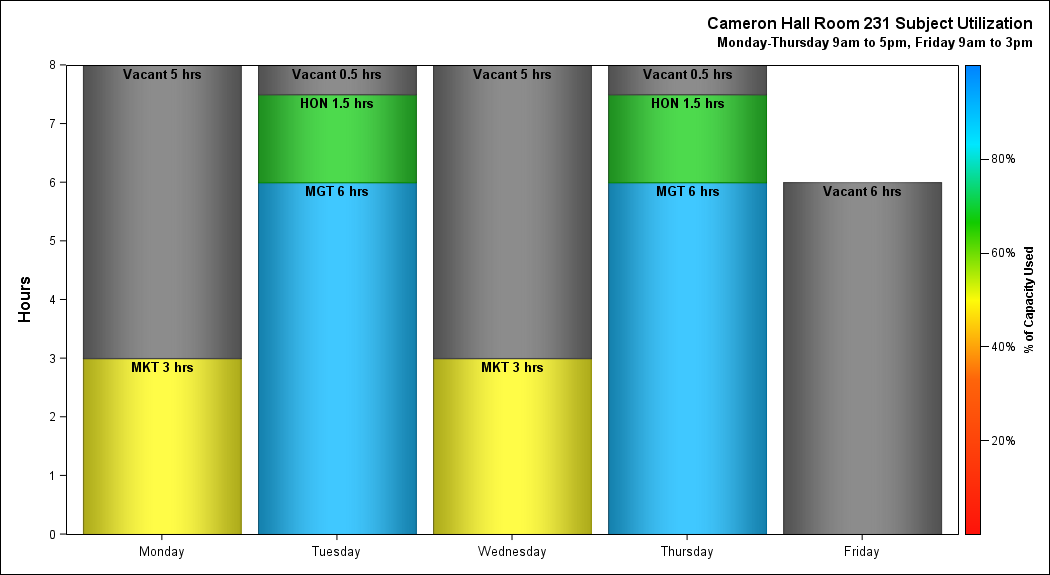 Cameron Hall Room 231 Subject Utilization
Monday-Thursday 9am to 5pm, Friday 9am to 3pm
Hours
8
7
6
5
4
3
2
1
0
Vacant 5 hrs
MKT 3 hrs
Vacant 0.5 hrs
HON 1.5 hrs
MGT 6 hrs
Vacant 5 hrs
MKT 3 hrs
Vacant 0.5 hrs
HON 1.5 hrs
MGT 6 hrs
Vacant 6 hrs
Monday
Tuesday
Wednesday
Thursday
Friday
80%
60%
40%
20%
% of Capacity Used